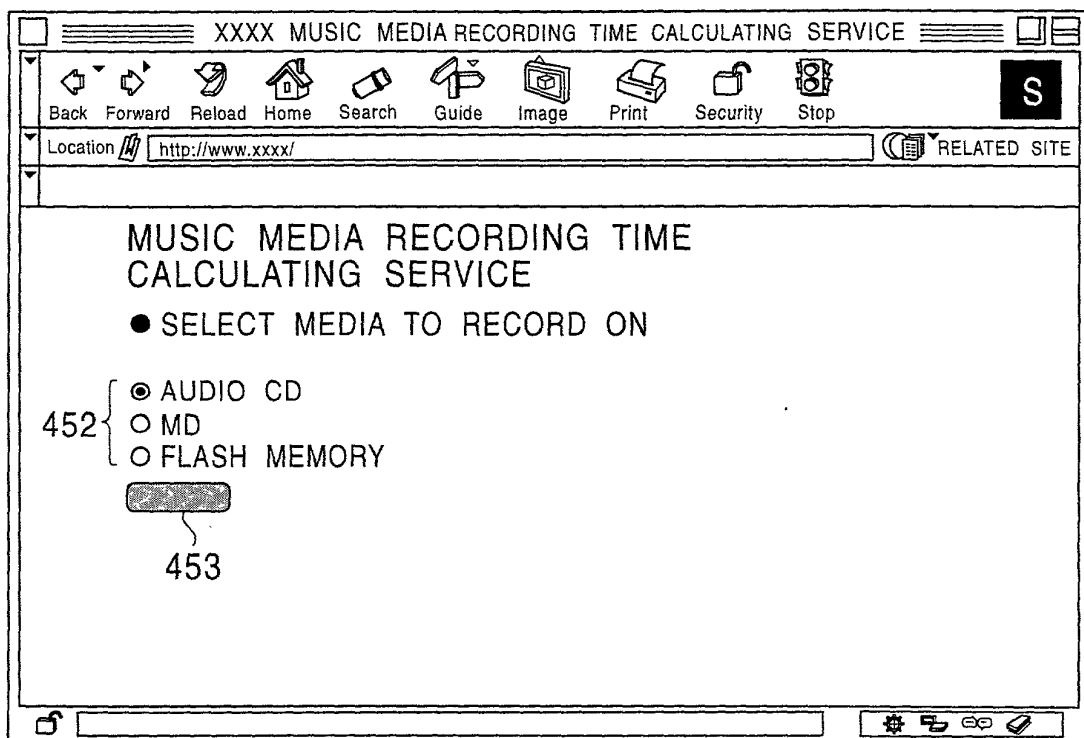 XXXX MUSIC MEDIA RECORDING TIME CALCULATING SERVICE
Back Forward Reload Home Search Guide Image Print Security Stop
S
Location http://www.xxxx/ RELATED SITE
MUSIC MEDIA RECORDING TIME
CALCULATING SERVICE
● SELECT MEDIA TO RECORD ON
AUDIO CD
452 MD
FLASH MEMORY
453